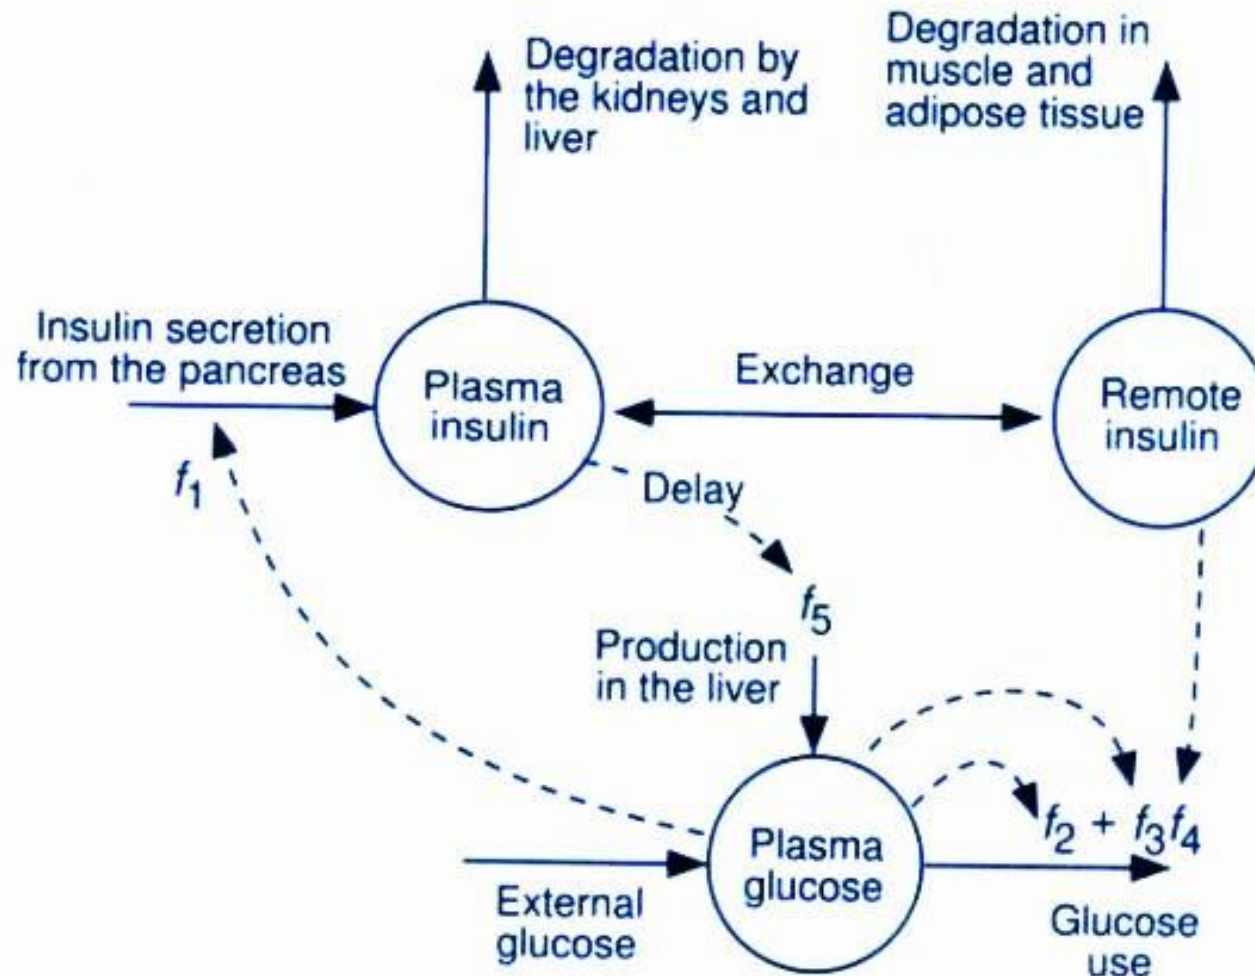 Degradation by
the kidneys and
liver
Degradation in
muscle and
adipose tissue
Insulin secretion
from the pancreas
Plasma
insulin
Exchange
Remote
insulin
f1
Delay
f5
Production
in the liver
f2 + f3f4
Plasma
glucose
External
glucose
Glucose
use